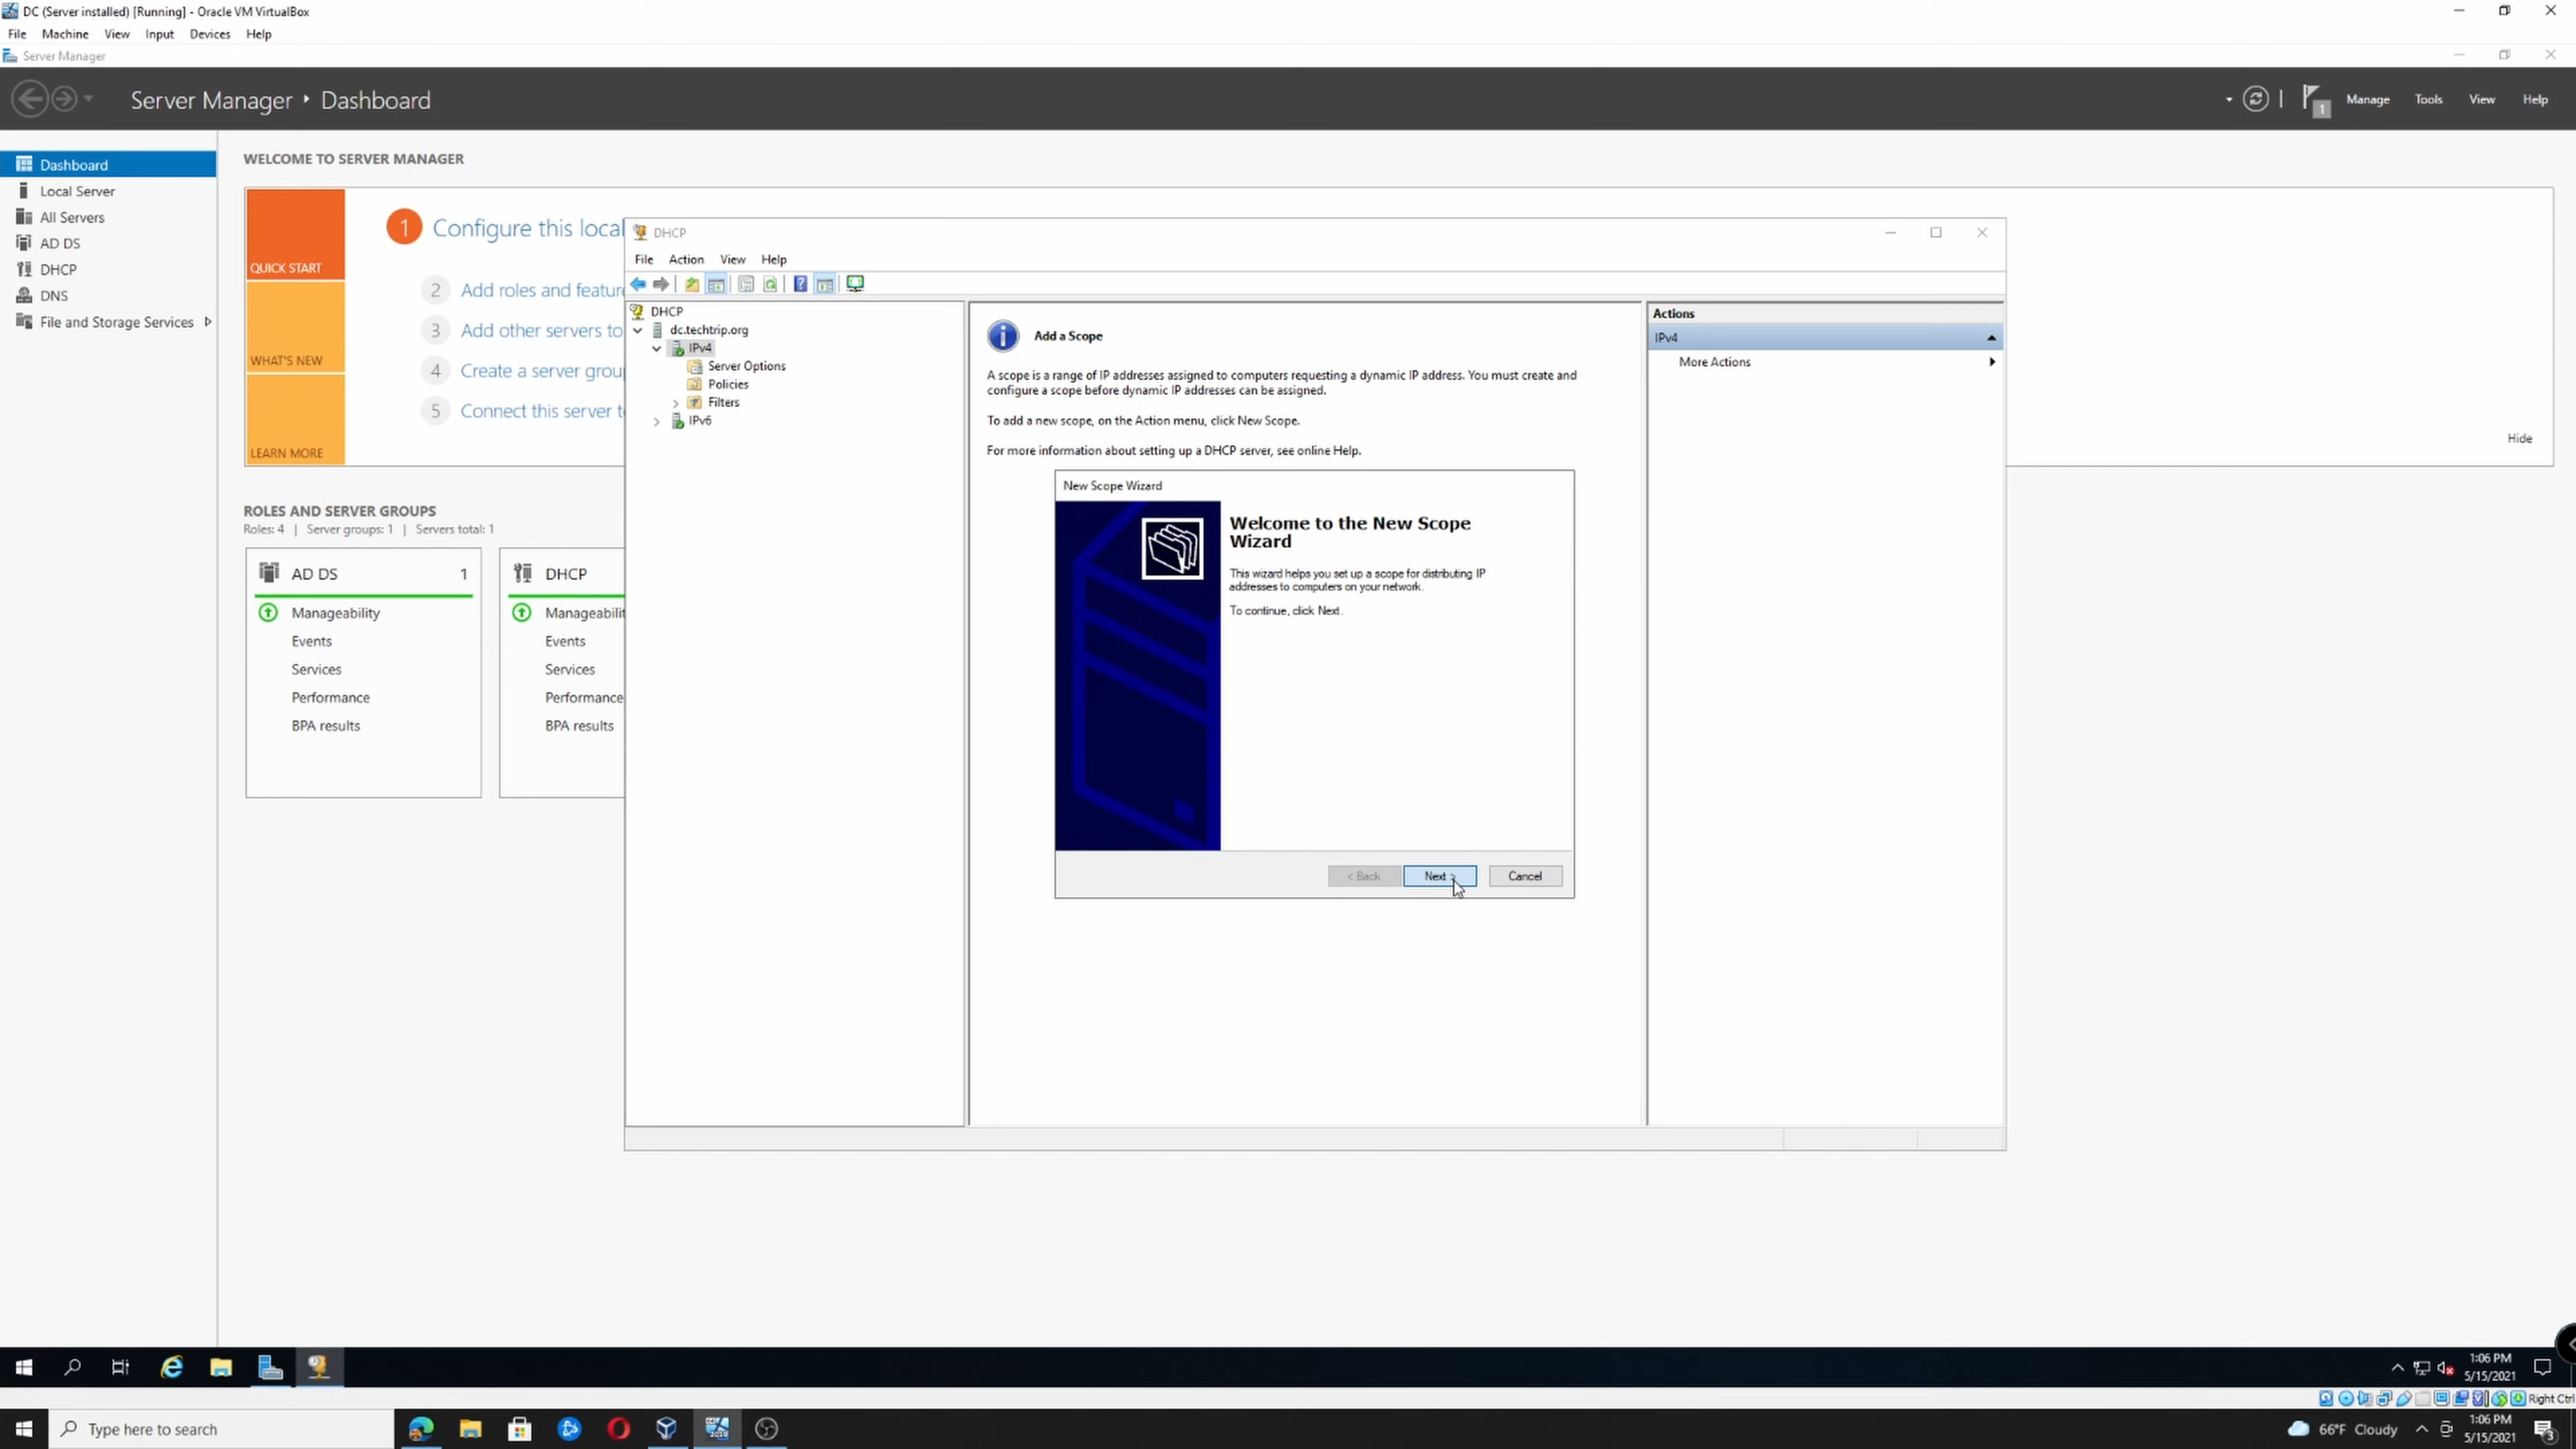 DC (Server installed) [Running] - Oracle VM VirtualBox
File Machine View Input Devices Help
Server Manager
Server Manager ‣ Dashboard
1
Manage Tools View Help
Dashboard
Local Server
All Servers
AD DS
DHCP
DNS
File and Storage Services
WELCOME TO SERVER MANAGER
QUICK START
WHAT'S NEW
LEARN MORE
1 Configure this local
2 Add roles and feature
3 Add other servers to
4 Create a server group
5 Connect this server t
Hide
ROLES AND SERVER GROUPS
Roles: 4 | Server groups: 1 | Servers total: 1
AD DS 1
Manageability
Events
Services
Performance
BPA results
DHCP
Manageabilit
Events
Services
Performance
BPA results
DHCP
File Action View Help
DHCP
dc.techtrip.org
IPv4
Server Options
Policies
Filters
IPv6
Add a Scope
A scope is a range of IP addresses assigned to computers requesting a dynamic IP address. You must create and
configure a scope before dynamic IP addresses can be assigned.
To add a new scope, on the Action menu, click New Scope.
For more information about setting up a DHCP server, see online Help.
Actions
IPv4
More Actions
New Scope Wizard
Welcome to the New Scope
Wizard
This wizard helps you set up a scope for distributing IP
addresses to computers on your network.
To continue, click Next.
< Back Next > Cancel
1:06 PM
5/15/2021
Right Ctrl
Type here to search
66°F Cloudy
1:06 PM
5/15/2021
3